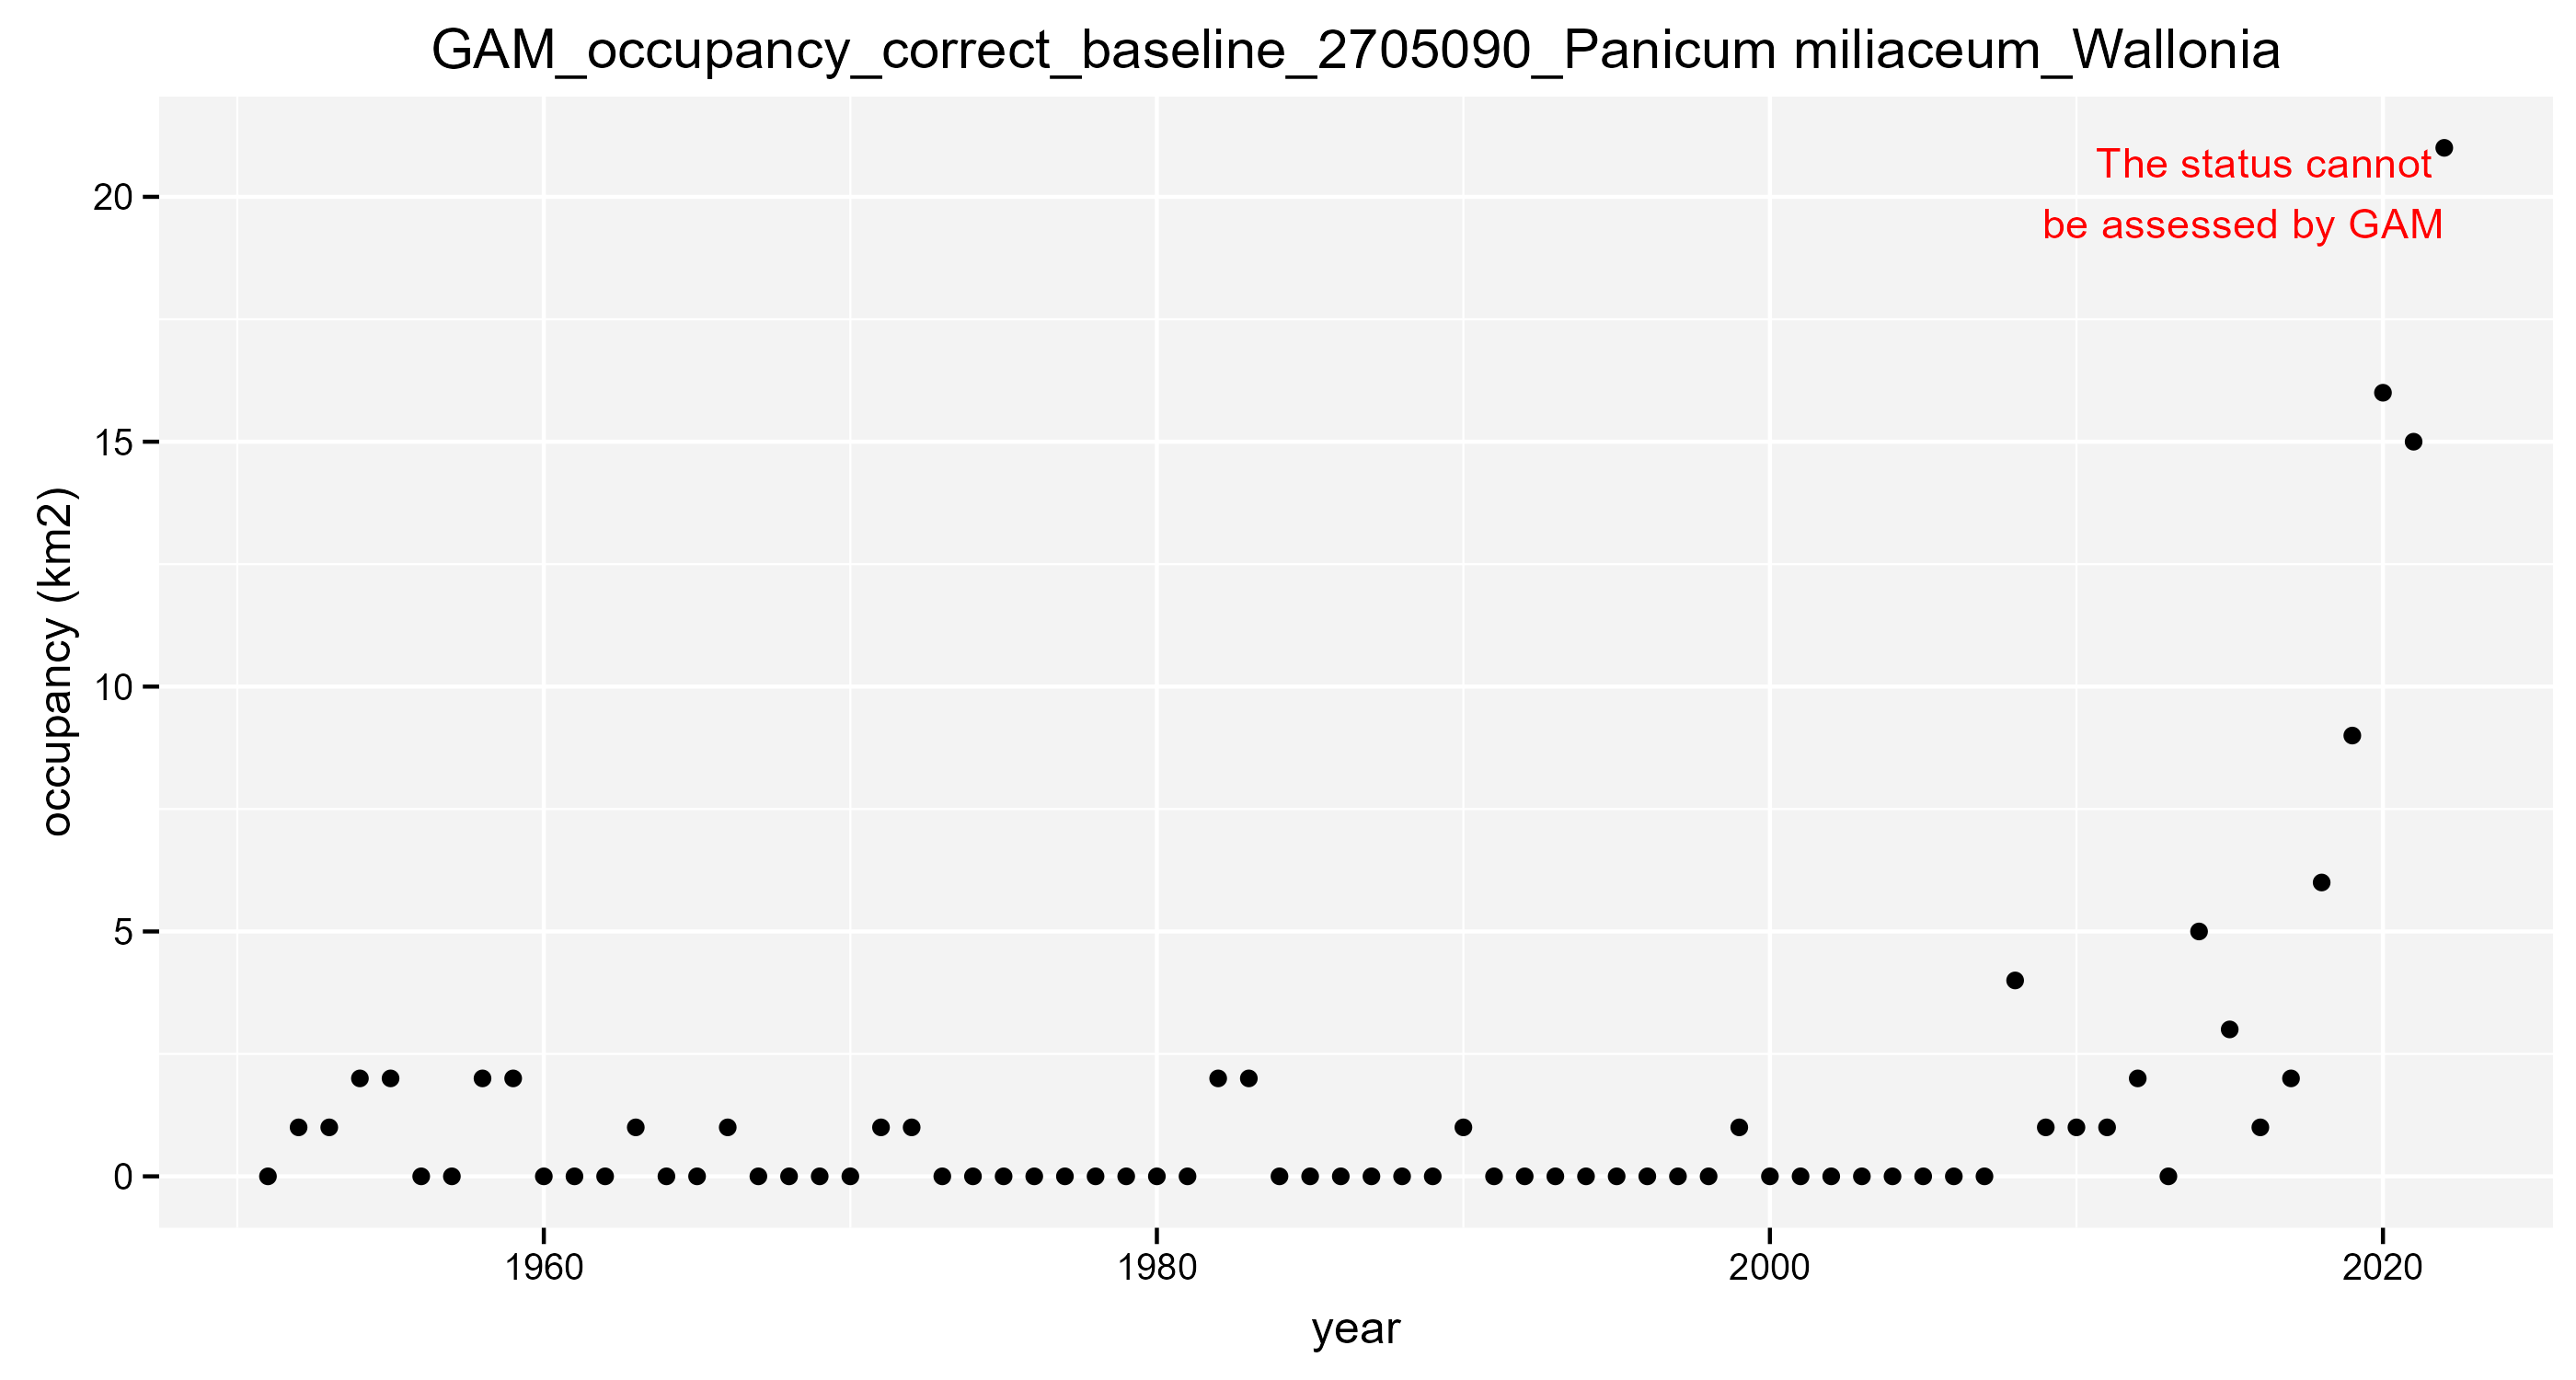 GAM_occupancy_correct_baseline_2705090_Panicum miliaceum_Wallonia
The status cannot
be assessed by GAM
20
15
10
5
0
occupancy (km2)
1960
1980
2000
2020
year